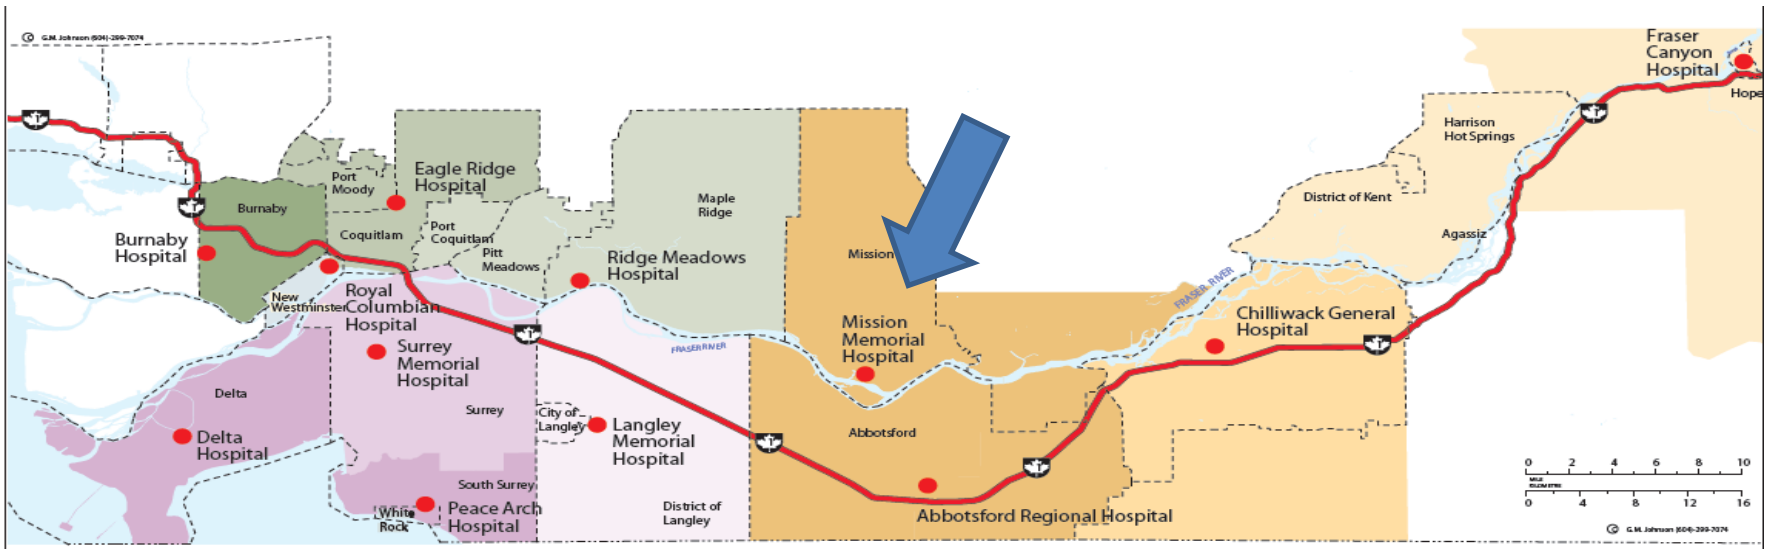 G.M. Johnson (604)-299-7074
Fraser
Canyon
Hospital
Hope
Harrison
Hot Springs
Port
Moody
Eagle Ridge
Hospital
Burnaby
Maple
Ridge
District of Kent
Coquitlam
Port
Coquitlam
Agassiz
Burnaby
Hospital
Pitt
Meadows
Ridge Meadows
Hospital
Mission
New
Westminster
Royal
Columbian
Hospital
FRASER RIVER
Chilliwack General
Hospital
Mission
Memorial
Hospital
FRASER RIVER
Surrey
Memorial
Hospital
Delta
Surrey
City of
Langley
Langley
Memorial
Hospital
Abbotsford
Delta
Hospital
South Surrey
White
Rock
Peace Arch
Hospital
District of
Langley
Abbotsford Regional Hospital
0 2 4 6 8 10
MILE
KILOMETRE
0 4 8 12 16
G.M. Johnson (604)-299-7074